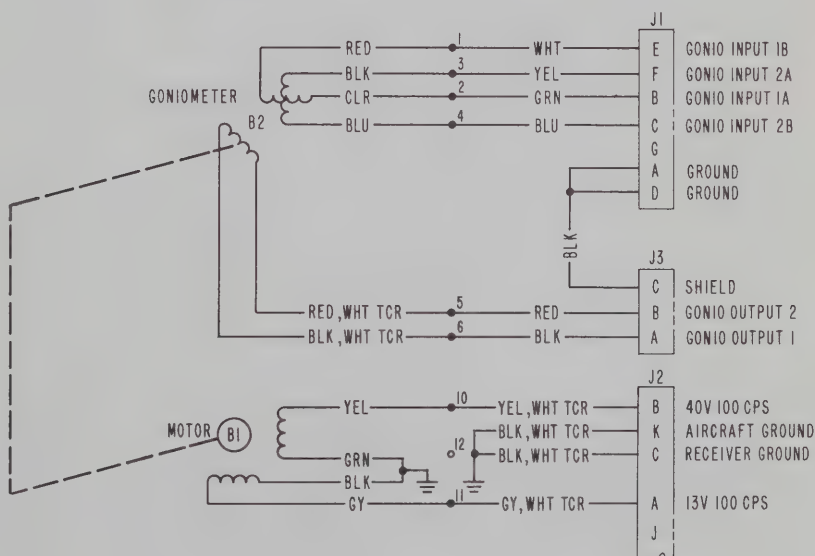 J1
RED 1 WHT E GONIO INPUT 1B
BLK 3 YEL F GONIO INPUT 2A
GONIOMETER CLR 2 GRN B GONIO INPUT 1A
B2 BLU 4 BLU C GONIO INPUT 2B
G
A GROUND
D GROUND
BLK
J3
C SHIELD
RED,WHT TCR 5 RED B GONIO OUTPUT 2
BLK,WHT TCR 6 BLK A GONIO OUTPUT 1
J2
YEL 10 YEL,WHT TCR B 40V 100 CPS
MOTOR B1 BLK,WHT TCR K AIRCRAFT GROUND
GRN 12 BLK,WHT TCR C RECEIVER GROUND
BLK
GY 11 GY,WHT TCR A 13V 100 CPS
J